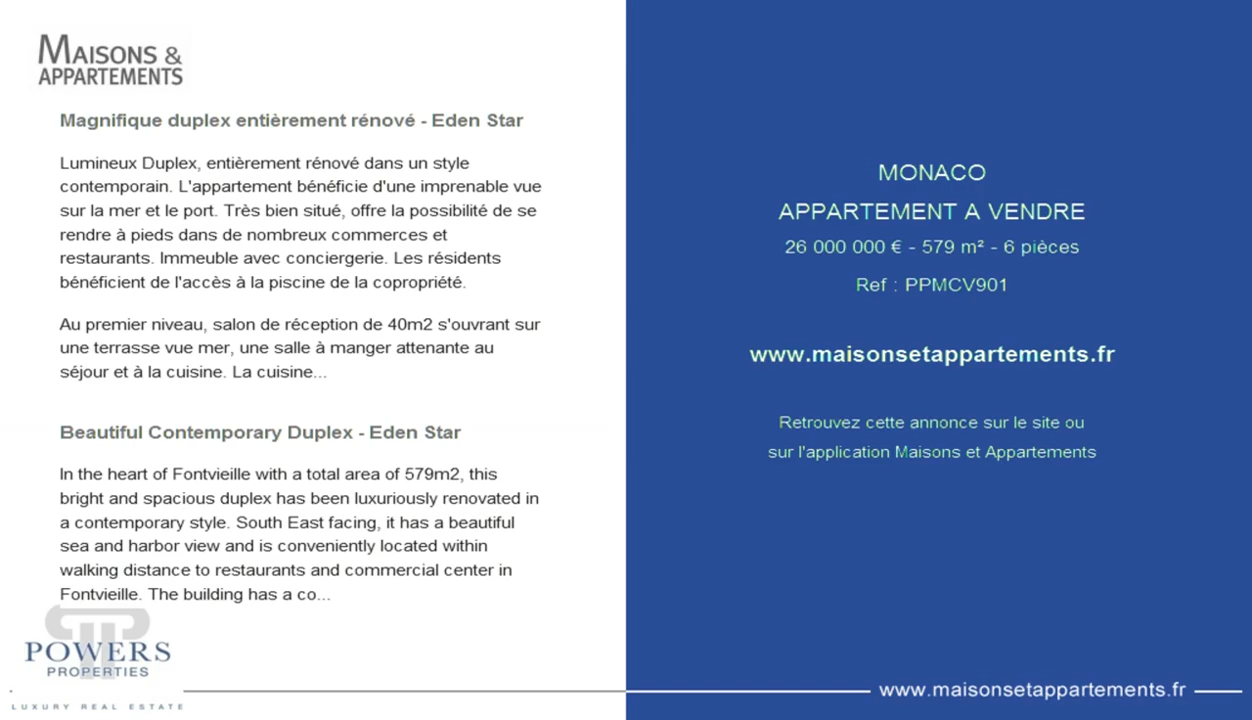 MAISONS &
APPARTEMENTS
Magnifique duplex entièrement rénové - Eden Star
Lumineux Duplex, entièrement rénové dans un style
contemporain. L'appartement bénéficie d'une imprenable vue
sur la mer et le port. Très bien situé, offre la possibilité de se
rendre à pieds dans de nombreux commerces et
restaurants. Immeuble avec conciergerie. Les résidents
bénéficient de l'accès à la piscine de la copropriété.
Au premier niveau, salon de réception de 40m2 s'ouvrant sur
une terrasse vue mer, une salle à manger attenante au
séjour et à la cuisine. La cuisine...
Beautiful Contemporary Duplex - Eden Star
In the heart of Fontvieille with a total area of 579m2, this
bright and spacious duplex has been luxuriously renovated in
a contemporary style. South East facing, it has a beautiful
sea and harbor view and is conveniently located within
walking distance to restaurants and commercial center in
Fontvieille. The building has a co...
POWERS
PROPERTIES
LUXURY REAL ESTATE
MONACO
APPARTEMENT A VENDRE
26 000 000 € - 579 m² - 6 pièces
Ref : PPMCV901
www.maisonsetappartements.fr
Retrouvez cette annonce sur le site ou
sur l'application Maisons et Appartements
www.maisonsetappartements.fr